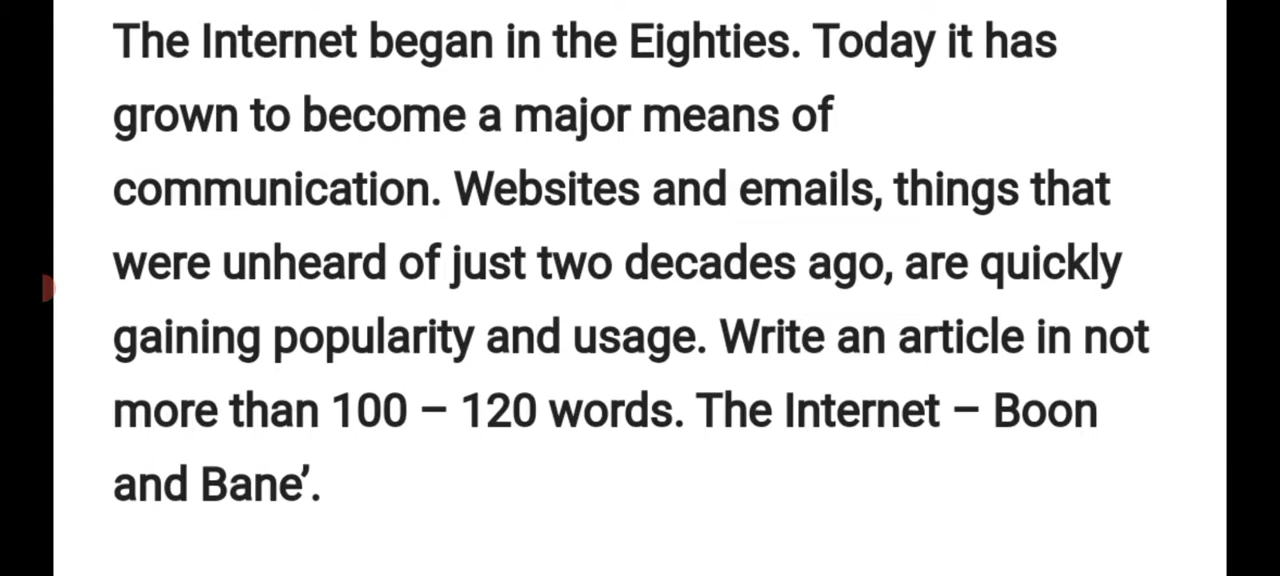 The Internet began in the Eighties. Today it has
grown to become a major means of
communication. Websites and emails, things that
were unheard of just two decades ago, are quickly
gaining popularity and usage. Write an article in not
more than 100 – 120 words. The Internet – Boon
and Bane’.